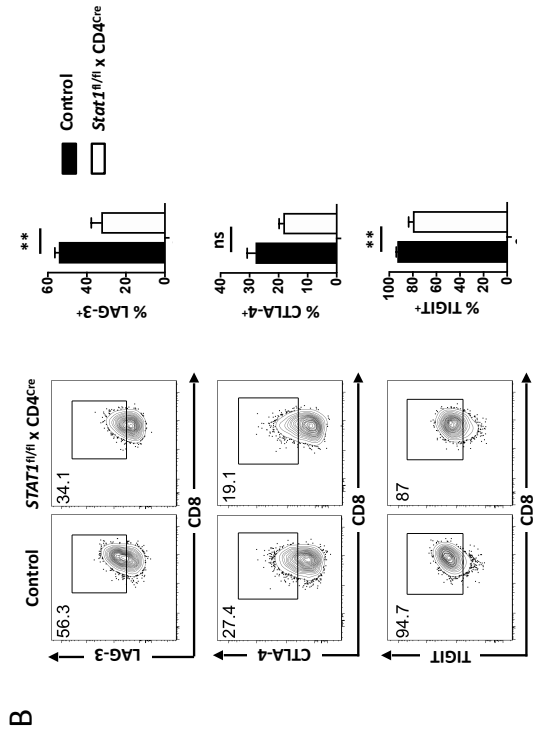 B
Control
STAT1fl/fl x CD4Cre
56.3
34.1
LAG-3
CD8
27.4
19.1
CTLA-4
CD8
94.7
87
TIGIT
CD8
**
60
40
20
0
% LAG-3+
ns
40
30
20
10
0
% CTLA-4+
**
100
80
60
40
20
0
% TIGIT+
Control
Stat1fl/fl x CD4Cre